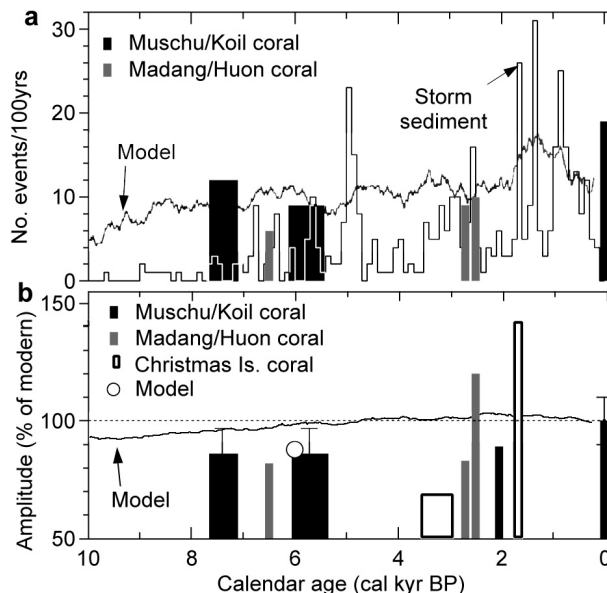 a
30
20
10
0
No. events/100yrs
Muschu/Koil coral
Madang/Huon coral
Storm
sediment
Model
b
150
100
50
Amplitude (% of modern)
Muschu/Koil coral
Madang/Huon coral
Christmas Is. coral
Model
Model
10 8 6 4 2 0
Calendar age (cal kyr BP)